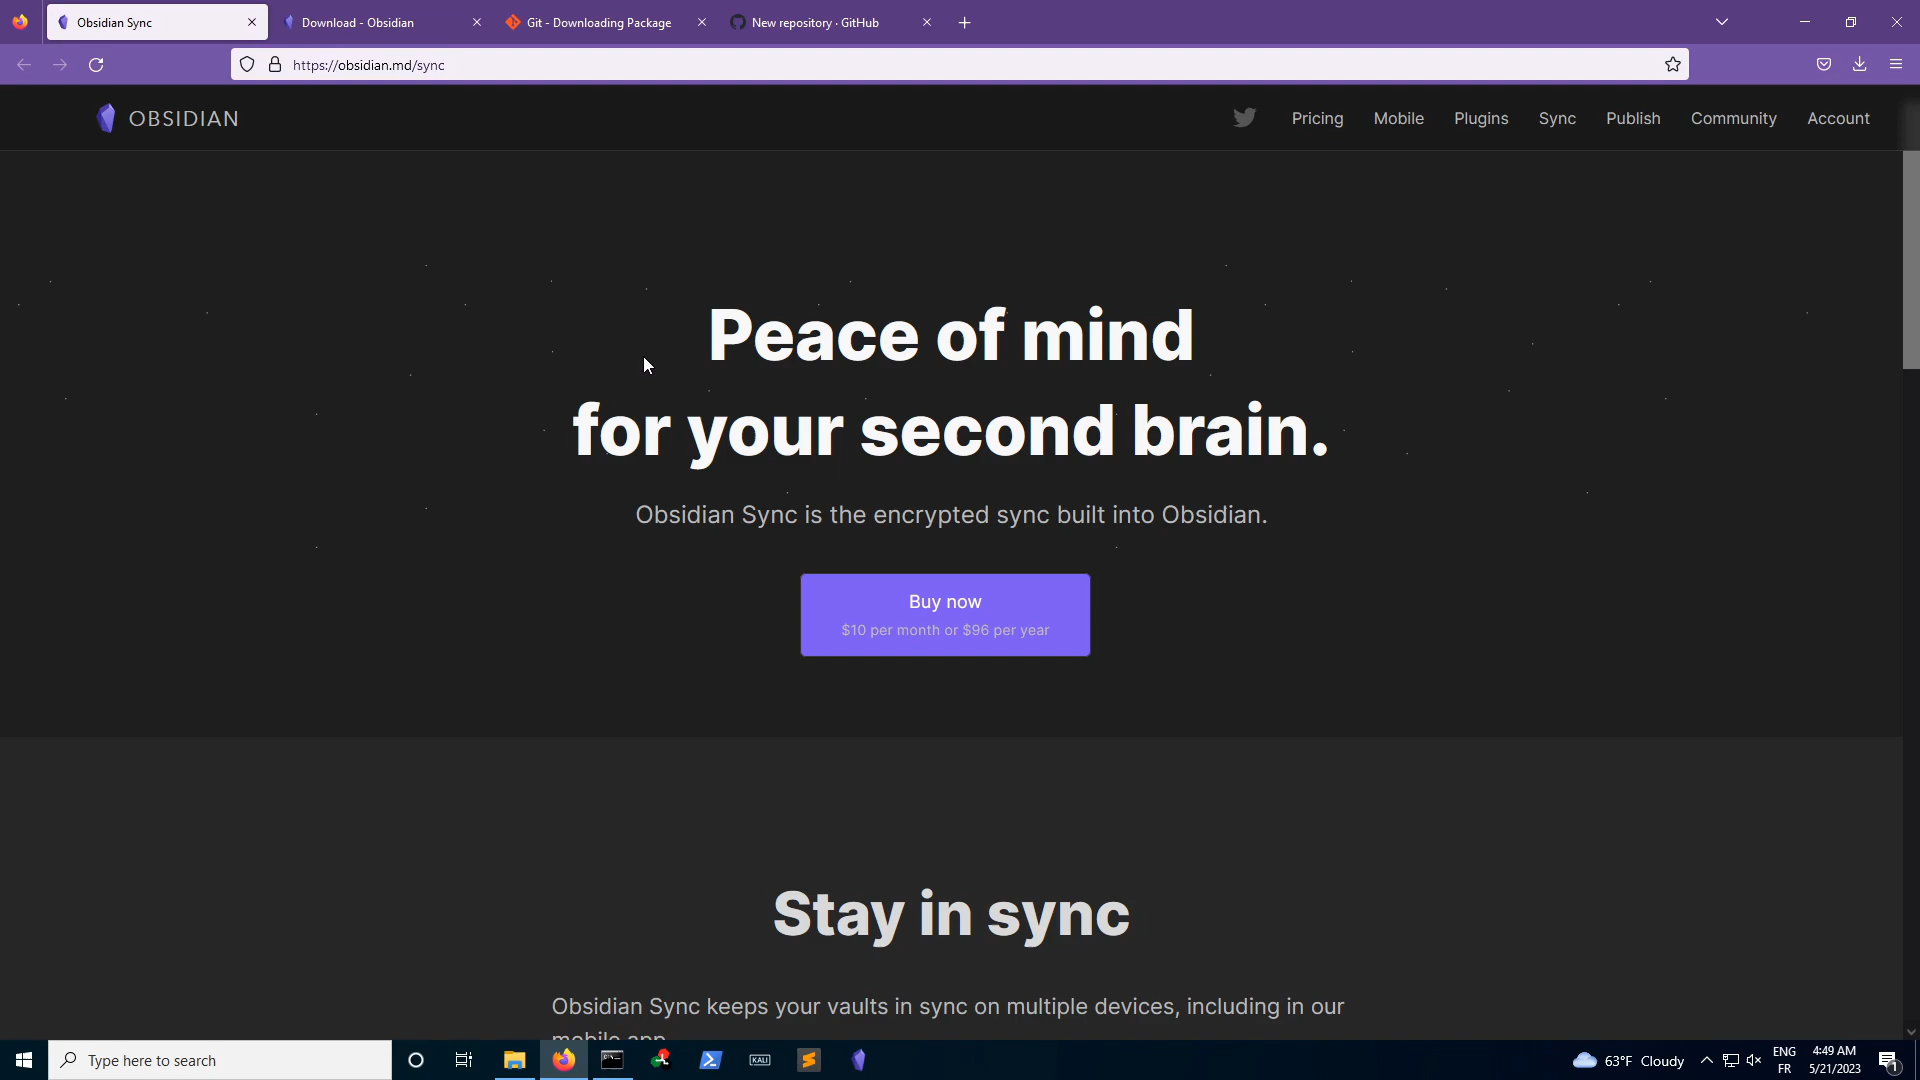 Obsidian Sync
Download - Obsidian
Git - Downloading Package
New repository · GitHub
https://obsidian.md/sync
OBSIDIAN
Pricing
Mobile
Plugins
Sync
Publish
Community
Account
Peace of mind
for your second brain.
Obsidian Sync is the encrypted sync built into Obsidian.
Buy now
$10 per month or $96 per year
Stay in sync
Obsidian Sync keeps your vaults in sync on multiple devices, including in our
mobile app.
Type here to search
KALI
63°F Cloudy
ENG
FR
4:49 AM
5/21/2023
1